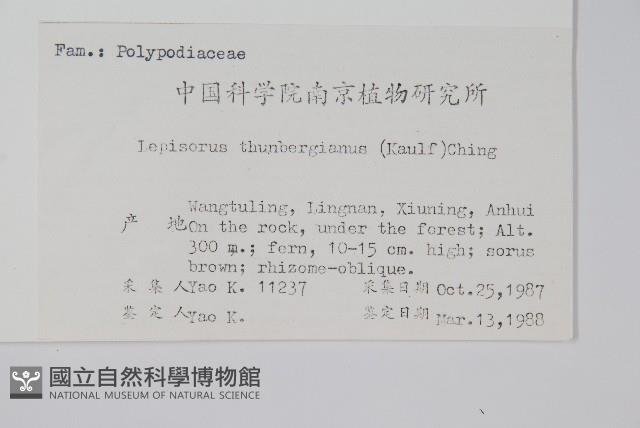 Fam.: Polypodiaceae
中国科学院南京植物研究所
Lepisorus thunbergianus (Kaulf)Ching
产 地 Wangtuling, Lingnan, Xiuning, Anhui
On the rock, under the forest; Alt.
300 m.; fern, 10-15 cm. high; sorus
brown; rhizome-oblique.
采 集 人 Yao K. 11237 采集日期 Oct.25,1987
鉴 定 人 Yao K. 鉴定日期 Mar.13,1988
國立自然科學博物館
NATIONAL MUSEUM OF NATURAL SCIENCE